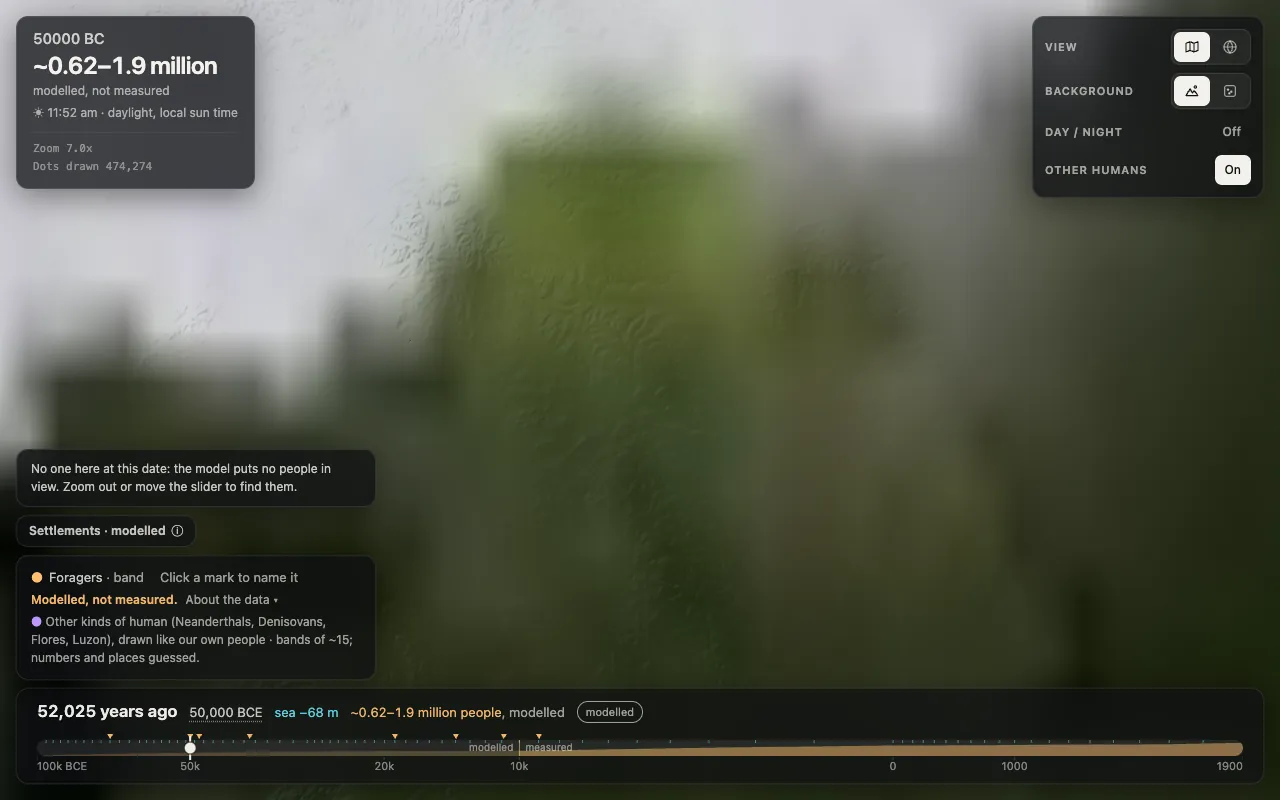 50000 BC
~0.62–1.9 million
modelled, not measured
☀ 11:52 am · daylight, local sun time
Zoom 7.0x
Dots drawn 474,274
VIEW
BACKGROUND
DAY / NIGHT Off
OTHER HUMANS On
No one here at this date: the model puts no people in
view. Zoom out or move the slider to find them.
Settlements · modelled ⓘ
Foragers · band Click a mark to name it
Modelled, not measured. About the data ▾
Other kinds of human (Neanderthals, Denisovans,
Flores, Luzon), drawn like our own people · bands of ~15;
numbers and places guessed.
52,025 years ago 50,000 BCE sea −68 m ~0.62–1.9 million people, modelled modelled
modelled measured
100k BCE 50k 20k 10k 0 1000 1900